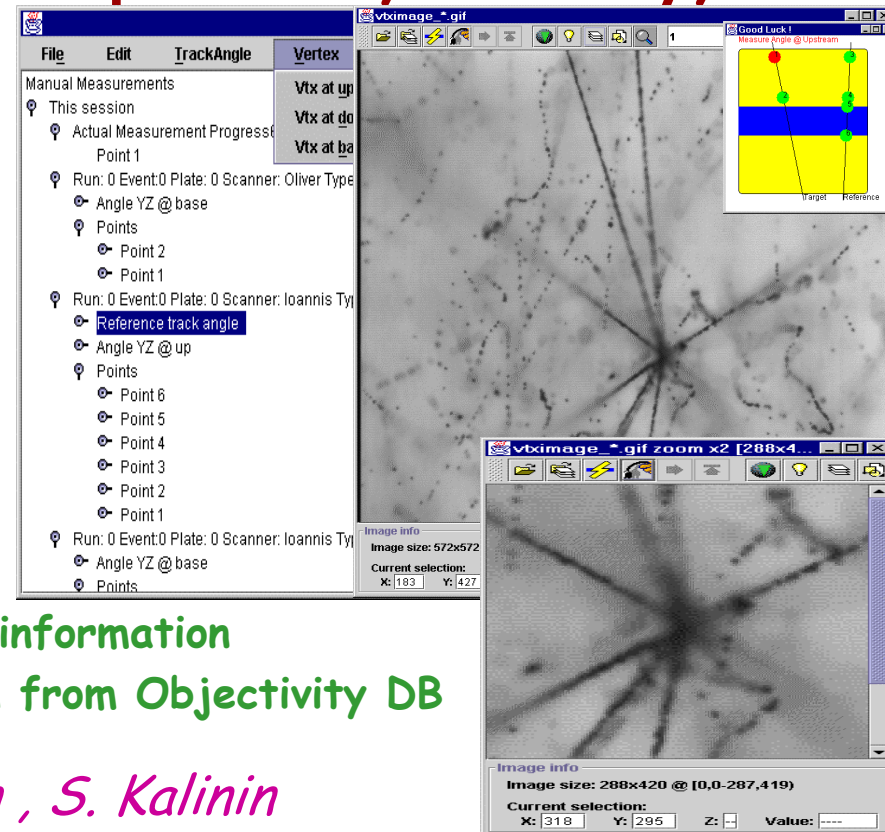 File Edit TrackAngle Vertex
Vtx at
Vtx at
Vtx at
Manual Measurements
This session
Actual Measurement
Point 1
Run: 0 Event:0 Plate: 0 Scanner: Oliver Type
Angle YZ @ base
Points
Point 2
Point 1
Run: 0 Event:0 Plate: 0 Scanner: Ioannis
Reference track angle
Angle YZ @ up
Points
Point 6
Point 5
Point 4
Point 3
Point 2
Point 1
Run: 0 Event:0 Plate: 0 Scanner: Ioannis
Angle YZ @ base
Points
vtximage_*.gif
1
Image info
Image size: 572x572
Current selection:
X: 183 Y: 427
Good Luck !
Measure Angle @ Upstream
1 3
2 4
5
Target Reference
vtximage_*.gif zoom x2 [288x4...
Image info
Image size: 288x420 @ [0,0-287,419)
Current selection:
X: 318 Y: 295 Z: -- Value: ----
information
from Objectivity DB
, S. Kalinin